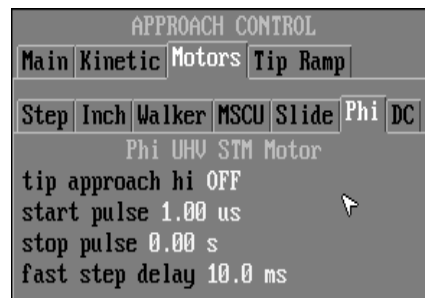 APPROACH CONTROL
Main Kinetic Motors Tip Ramp
Step Inch Walker MSCU Slide Phi DC
Phi UHV STM Motor
tip approach hi OFF
start pulse 1.00 us
stop pulse 0.00 s
fast step delay 10.0 ms